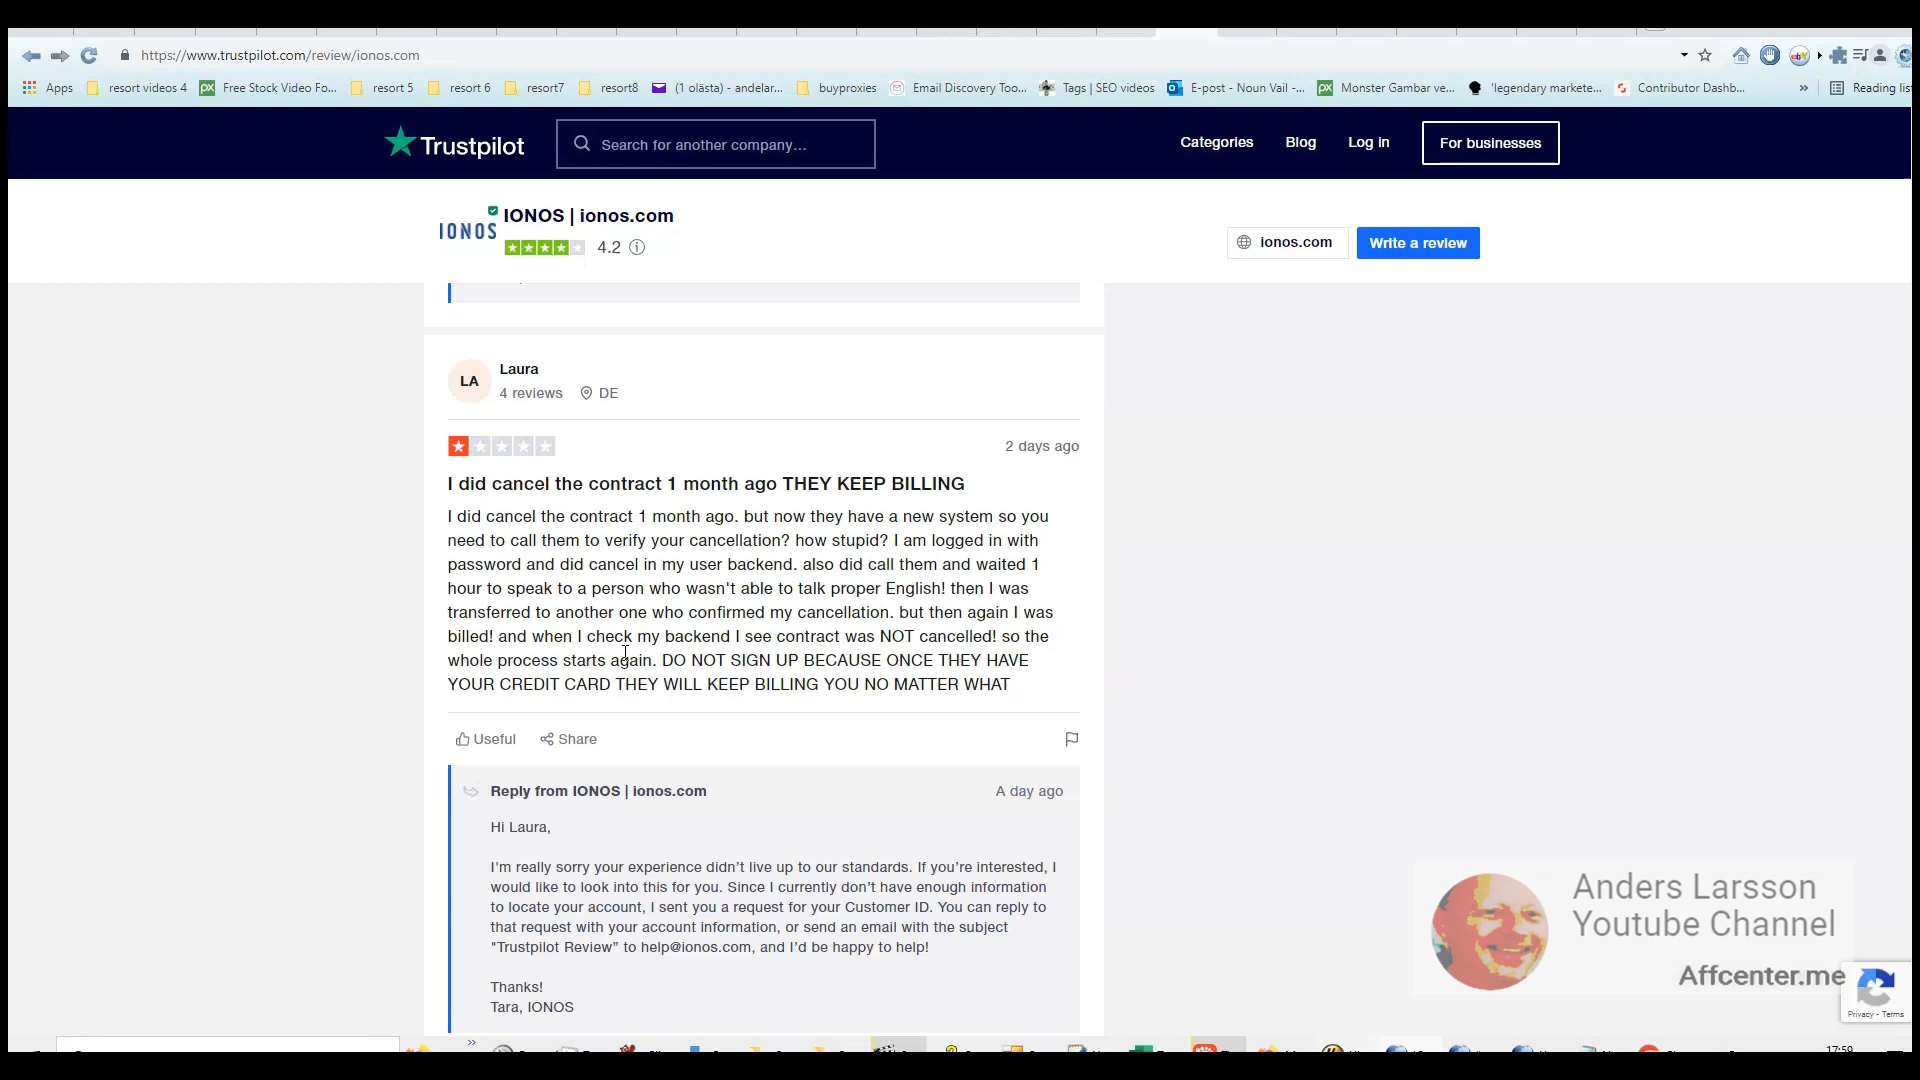 https://www.trustpilot.com/review/ionos.com
Apps resort videos 4 Free Stock Video Fo... resort 5 resort 6 resort7 resort8 (1 olästa) - andelar... buyproxies Email Discovery Too... Tags | SEO videos E-post - Noun Vail -... Monster Gambar ve... 'legendary markete... Contributor Dashb... » Reading list
Trustpilot Search for another company... Categories Blog Log in For businesses
IONOS IONOS | ionos.com
4.2 ionos.com Write a review
LA Laura
4 reviews DE
2 days ago
I did cancel the contract 1 month ago THEY KEEP BILLING
I did cancel the contract 1 month ago. but now they have a new system so you
need to call them to verify your cancellation? how stupid? I am logged in with
password and did cancel in my user backend. also did call them and waited 1
hour to speak to a person who wasn't able to talk proper English! then I was
transferred to another one who confirmed my cancellation. but then again I was
billed! and when I check my backend I see contract was NOT cancelled! so the
whole process starts again. DO NOT SIGN UP BECAUSE ONCE THEY HAVE
YOUR CREDIT CARD THEY WILL KEEP BILLING YOU NO MATTER WHAT
Useful Share
Reply from IONOS | ionos.com A day ago
Hi Laura,
I'm really sorry your experience didn’t live up to our standards. If you’re interested, I
would like to look into this for you. Since I currently don’t have enough information
to locate your account, I sent you a request for your Customer ID. You can reply to
that request with your account information, or send an email with the subject
"Trustpilot Review” to help@ionos.com, and I’d be happy to help!
Thanks!
Tara, IONOS
Anders Larsson
Youtube Channel
Affcenter.me
Privacy - Terms
17:59